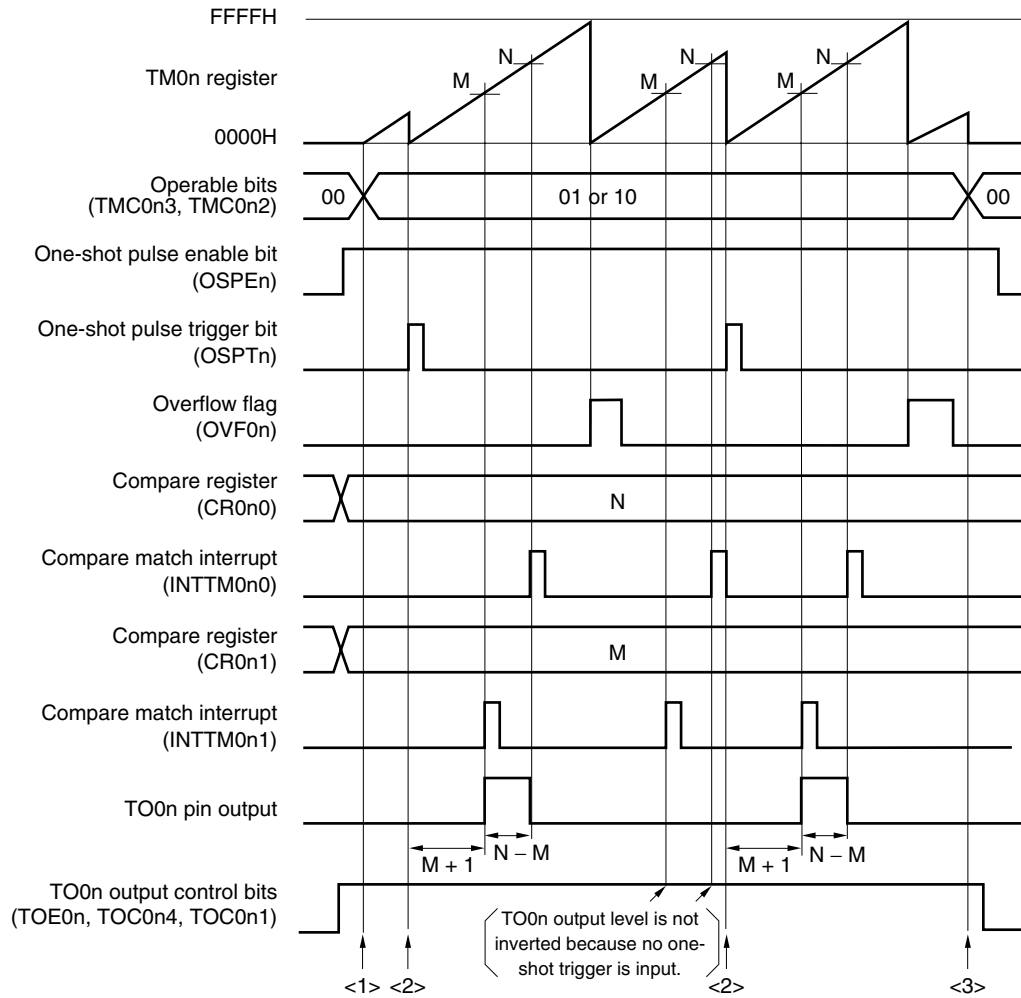 FFFFH
TM0n register
N
M
N
M
N
M
0000H
Operable bits
(TMC0n3, TMC0n2)
00
01 or 10
00
One-shot pulse enable bit
(OSPEn)
One-shot pulse trigger bit
(OSPTn)
Overflow flag
(OVF0n)
Compare register
(CR0n0)
N
Compare match interrupt
(INTTM0n0)
Compare register
(CR0n1)
M
Compare match interrupt
(INTTM0n1)
TO0n pin output
M + 1
N – M
M + 1
N – M
TO0n output control bits
(TOE0n, TOC0n4, TOC0n1)
TO0n output level is not
inverted because no one-
shot trigger is input.
<1> <2> <2> <3>